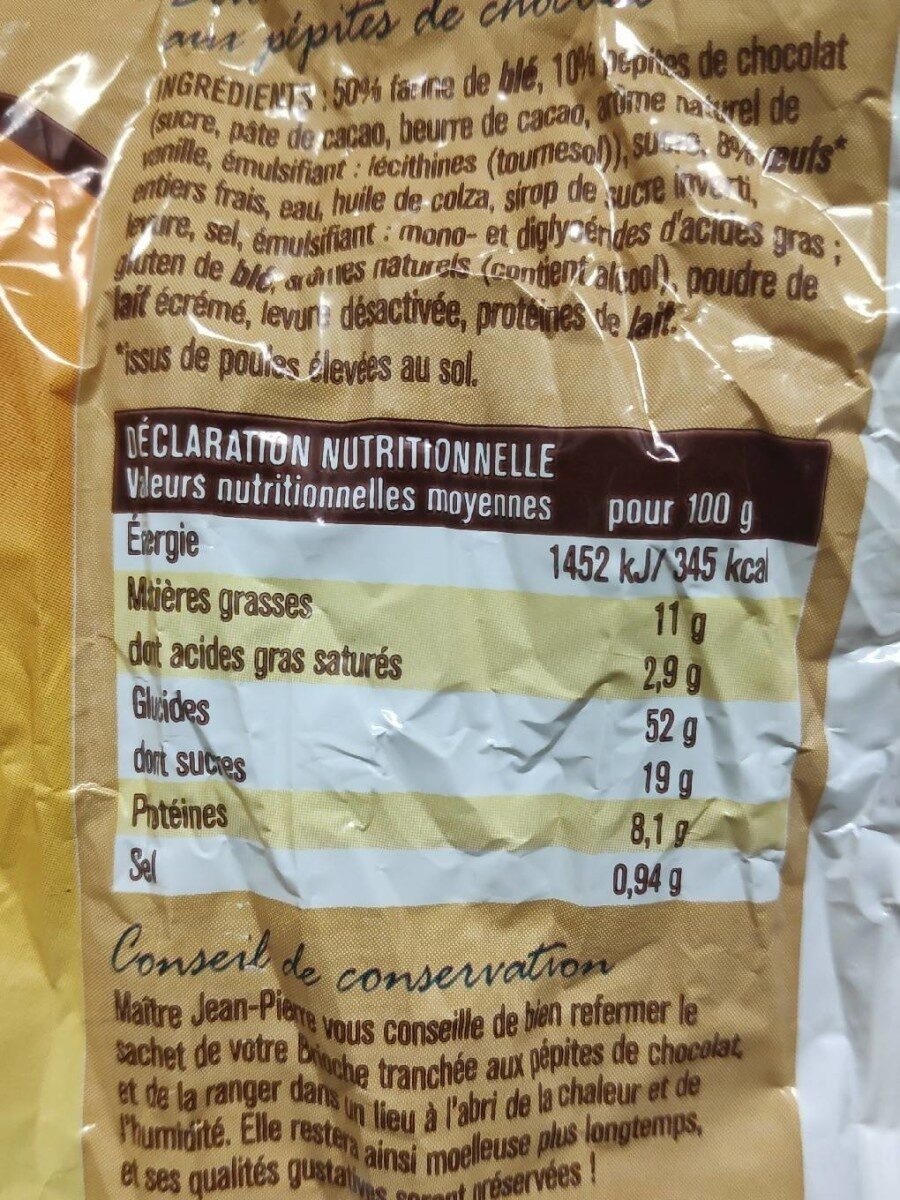 aux pépites de
INGRÉDIENTS : 50% farine de blé, 10% pépites de chocolat
(sucre, pâte de cacao, beurre de cacao, arôme naturel de
vanille, émulsifiant : lécithines (tournesol)), sucre, 8% œufs*
entiers frais, eau, huile de colza, sirop de sucre inverti,
levure, sel, émulsifiant : mono- et diglycérides d'acides gras ;
gluten de blé, arômes naturels (contient alcool), poudre de
lait écrémé, levure désactivée, protéines de lait.
*issus de poules élevées au sol.
DÉCLARATION NUTRITIONNELLE
Valeurs nutritionnelles moyennes pour 100 g
Énergie 1452 kJ/ 345 kcal
Matières grasses 11 g
dont acides gras saturés 2,9 g
Glucides 52 g
dont sucres 19 g
Protéines 8,1 g
Sel 0,94 g
Conseil de conservation
Maître Jean-Pierre vous conseille de bien refermer le
sachet de votre Brioche tranchée aux pépites de chocolat,
et de la ranger dans un lieu à l'abri de la chaleur et de
l'humidité. Elle restera ainsi moelleuse plus longtemps,
et ses qualités gustatives seront préservées !